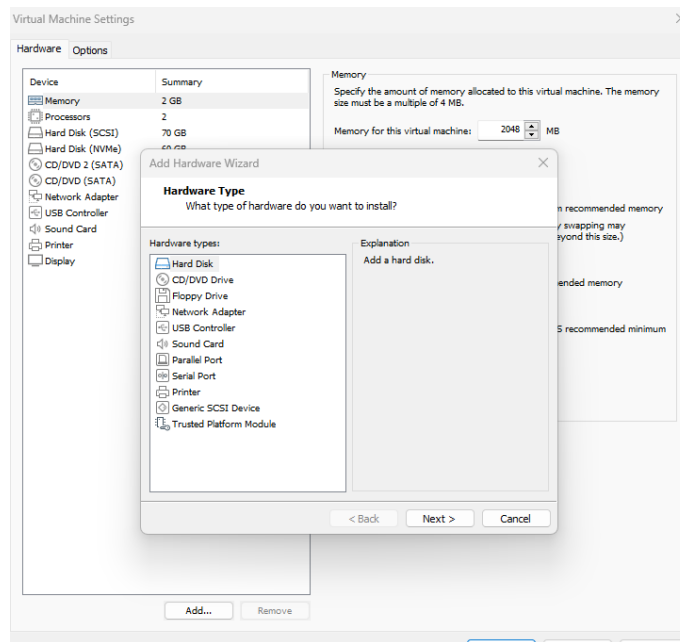 Virtual Machine Settings
Hardware Options
Device Summary
Memory 2 GB
Processors 2
Hard Disk (SCSI) 70 GB
Hard Disk (NVMe) 60 GB
CD/DVD 2 (SATA)
CD/DVD (SATA)
Network Adapter
USB Controller
Sound Card
Printer
Display
Add... Remove
Memory
Specify the amount of memory allocated to this virtual machine. The memory
size must be a multiple of 4 MB.
Memory for this virtual machine: 2048 MB
recommended memory
swapping may
eyond this size.)
ended memory
S recommended minimum
Add Hardware Wizard
Hardware Type
What type of hardware do you want to install?
Hardware types:
Hard Disk
CD/DVD Drive
Floppy Drive
Network Adapter
USB Controller
Sound Card
Parallel Port
Serial Port
Printer
Generic SCSI Device
Trusted Platform Module
Explanation
Add a hard disk.
< Back Next > Cancel